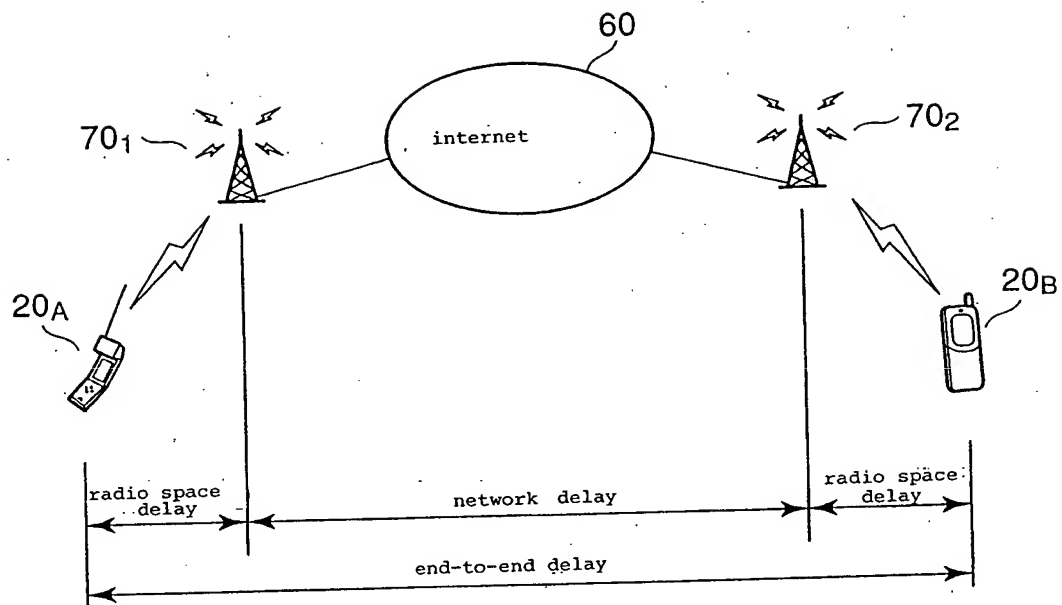 60
70₁
internet
70₂
20A
20B
radio space
delay
network delay
radio space
delay
end-to-end delay